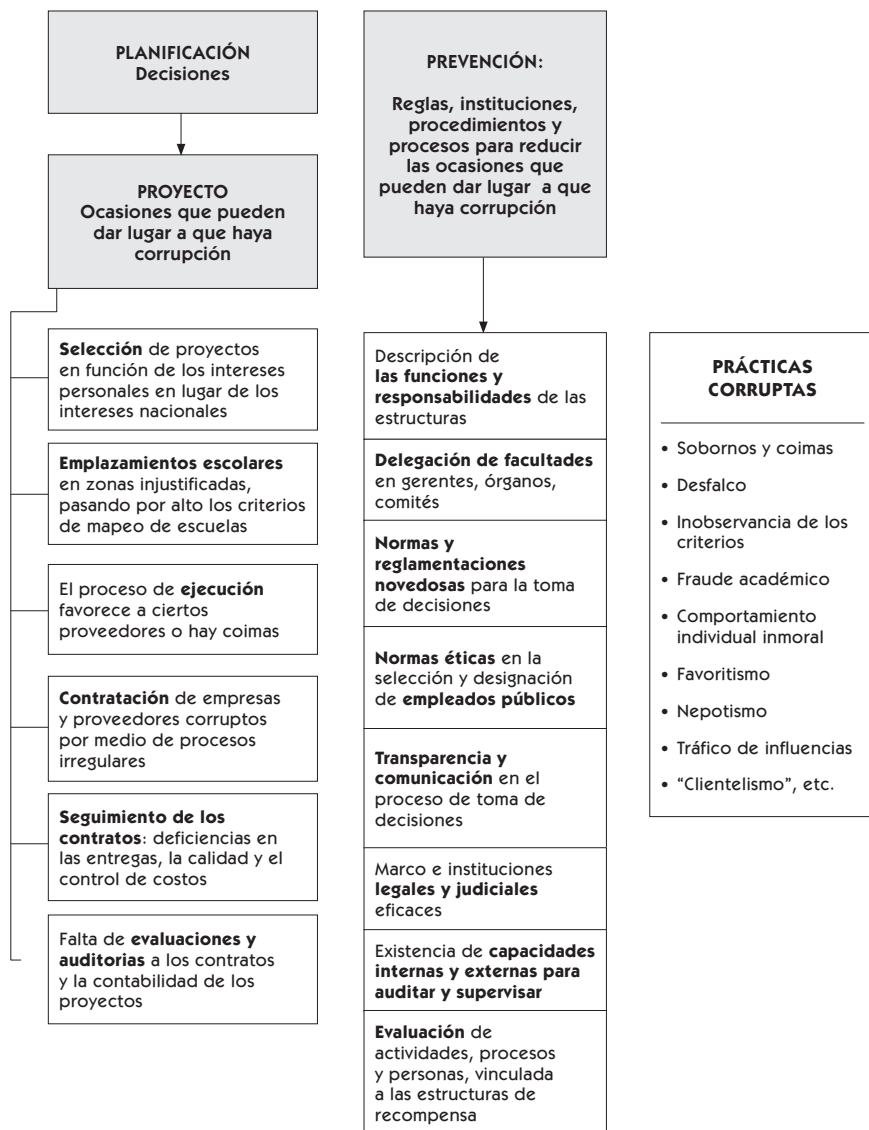 PLANIFICACIÓN
Decisiones
PROYECTO
Ocasiones que pueden
dar lugar a que haya
corrupción
Selección de proyectos
en función de los intereses
personales en lugar de los
intereses nacionales
Emplazamientos escolares
en zonas injustificadas,
pasando por alto los criterios
de mapeo de escuelas
El proceso de ejecución
favorece a ciertos
proveedores o hay coimas
Contratación de empresas
y proveedores corruptos
por medio de procesos
irregulares
Seguimiento de los
contratos: deficiencias en
las entregas, la calidad y el
control de costos
Falta de evaluaciones y
auditorias a los contratos
y la contabilidad de los
proyectos
PREVENCIÓN:
Reglas, instituciones,
procedimientos y
procesos para reducir
las ocasiones que
pueden dar lugar a que
haya corrupción
Descripción de
las funciones y
responsabilidades de las
estructuras
Delegación de facultades
en gerentes, órganos,
comités
Normas y
reglamentaciones
novedosas para la toma
de decisiones
Normas éticas en la
selección y designación
de empleados públicos
Transparencia y
comunicación en el
proceso de toma de
decisiones
Marco e instituciones
legales y judiciales
eficaces
Existencia de capacidades
internas y externas para
auditar y supervisar
Evaluación de
actividades, procesos
y personas, vinculada
a las estructuras de
recompensa
PRÁCTICAS
CORRUPTAS
• Sobornos y coimas
• Desfalco
• Inobservancia de los
criterios
• Fraude académico
• Comportamiento
individual inmoral
• Favoritismo
• Nepotismo
• Tráfico de influencias
• “Clientelismo”, etc.